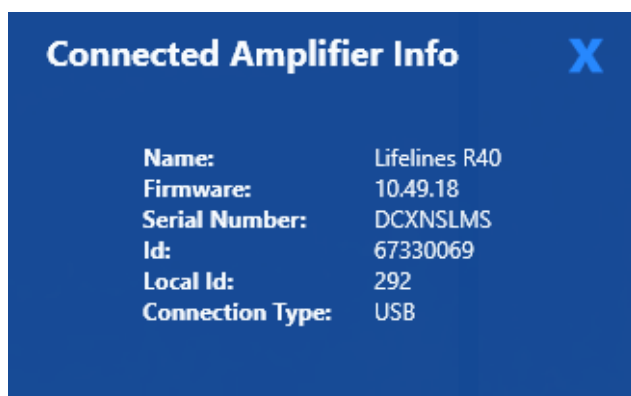 Connected Amplifier Info X
Name: Lifelines R40
Firmware: 10.49.18
Serial Number: DCXNSLMS
Id: 67330069
Local Id: 292
Connection Type: USB